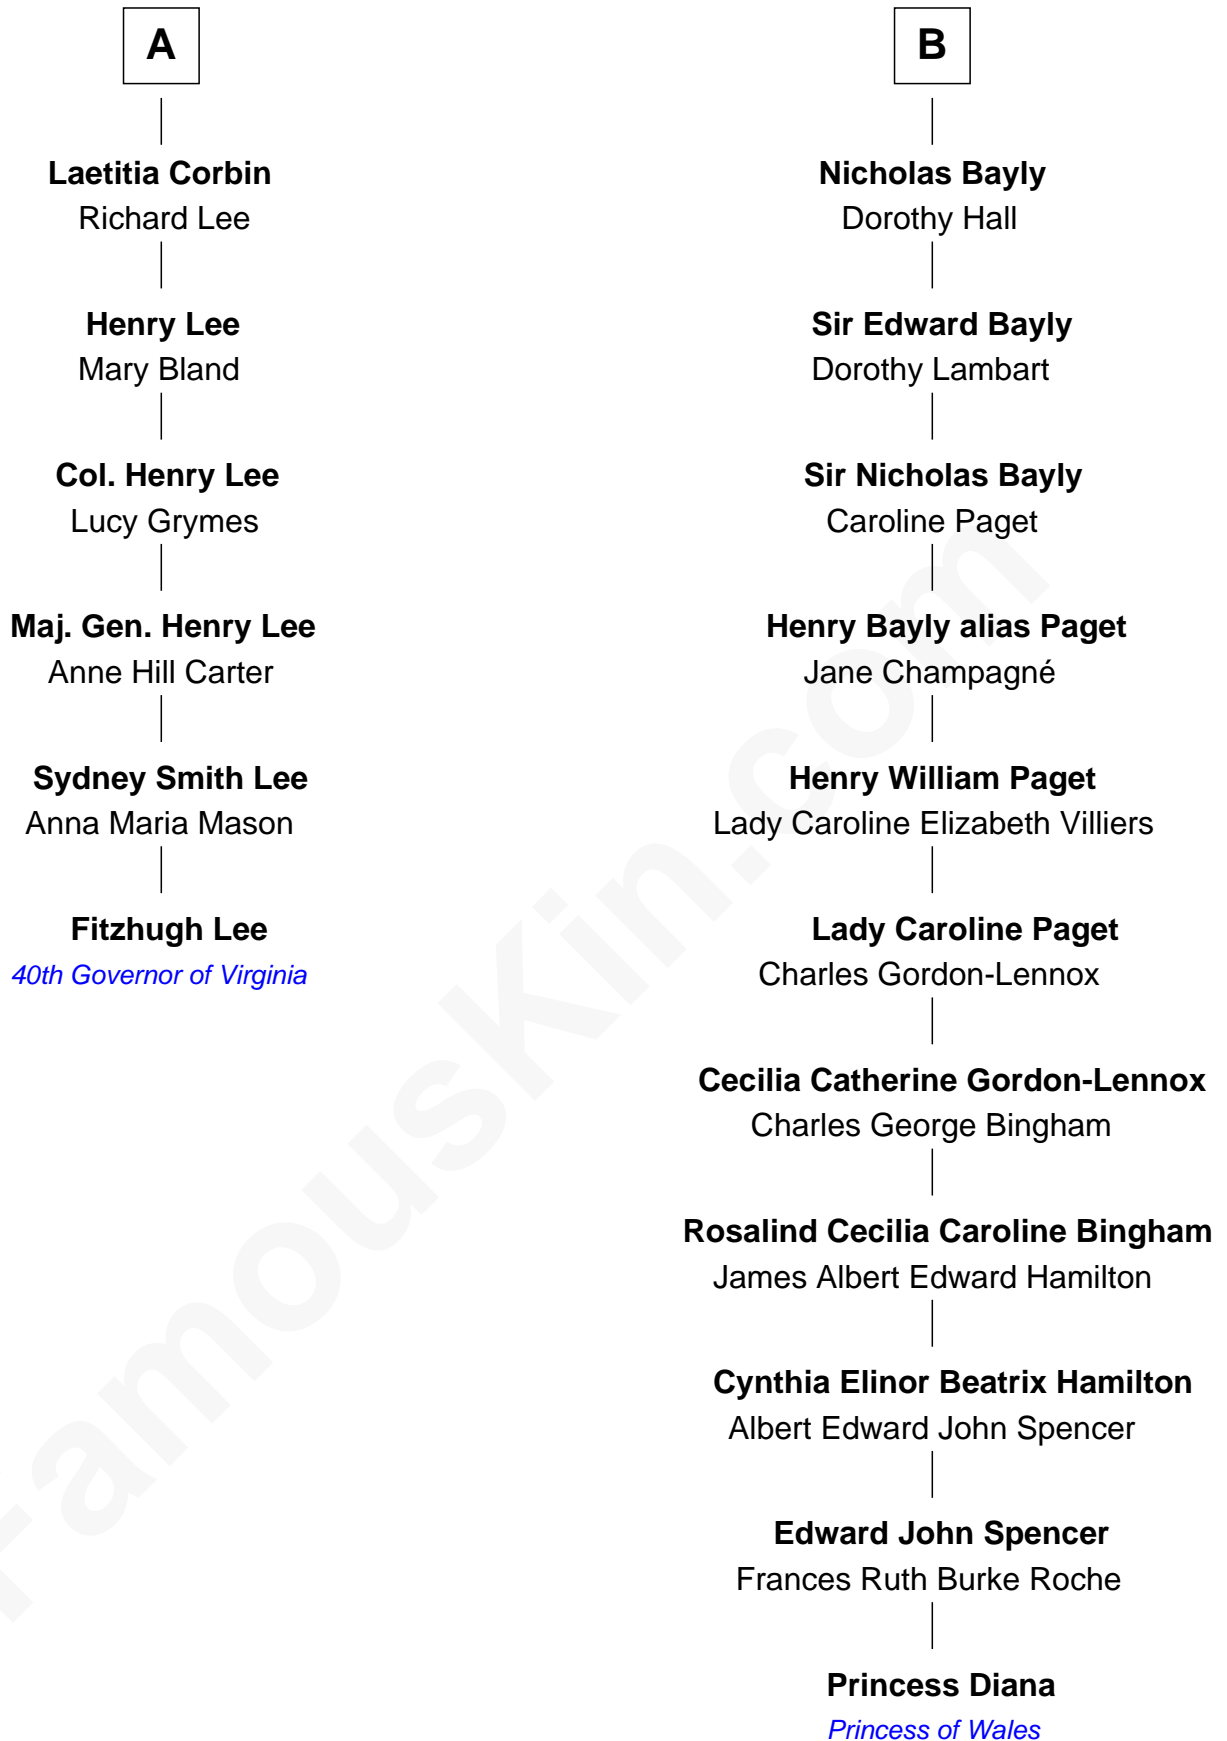 A
Laetitia Corbin
Richard Lee
Henry Lee
Mary Bland
Col. Henry Lee
Lucy Grymes
Maj. Gen. Henry Lee
Anne Hill Carter
Sydney Smith Lee
Anna Maria Mason
Fitzhugh Lee
40th Governor of Virginia
B
Nicholas Bayly
Dorothy Hall
Sir Edward Bayly
Dorothy Lambart
Sir Nicholas Bayly
Caroline Paget
Henry Bayly alias Paget
Jane Champagné
Henry William Paget
Lady Caroline Elizabeth Villiers
Lady Caroline Paget
Charles Gordon-Lennox
Cecilia Catherine Gordon-Lennox
Charles George Bingham
Rosalind Cecilia Caroline Bingham
James Albert Edward Hamilton
Cynthia Elinor Beatrix Hamilton
Albert Edward John Spencer
Edward John Spencer
Frances Ruth Burke Roche
Princess Diana
Princess of Wales
FamousKin.com